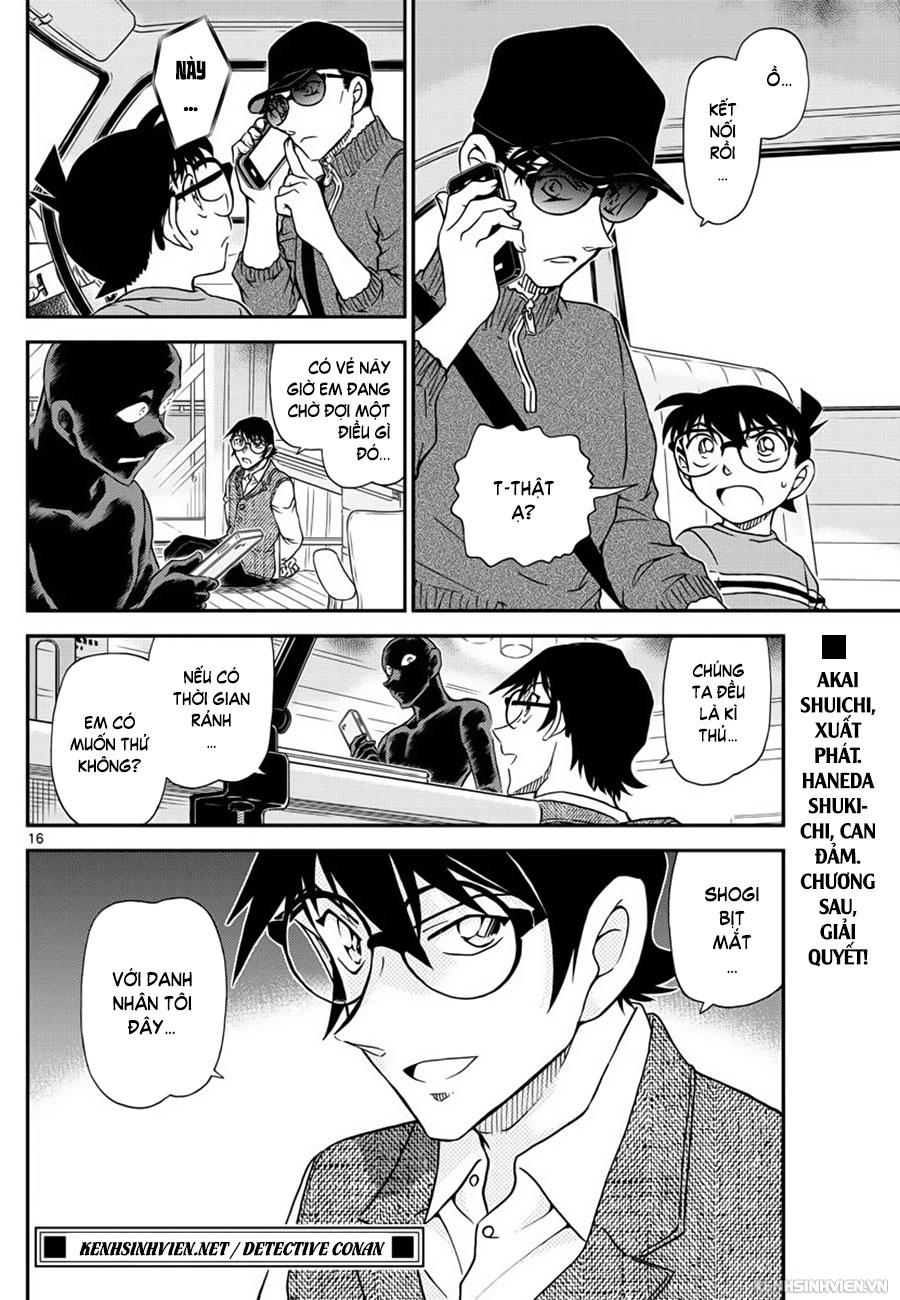 Ồ...
KẾT
NỐI
RỒI
...
T-THẬT
Ạ?
NÀY
...
CÓ VẺ NÃY
GIỜ EM ĐANG
CHỜ ĐỢI MỘT
ĐIỀU GÌ
ĐÓ...
CHÚNG
TA ĐỀU
LÀ KÌ
THỦ...
NẾU CÓ
THỜI GIAN
RẢNH
...
EM CÓ
MUỐN THỬ
KHÔNG?
AKAI
SHUICHI,
XUẤT
PHÁT.
HANEDA
SHUKI-
CHI, CAN
ĐẢM.
CHƯƠNG
SAU,
GIẢI
QUYẾT!
16
SHOGI
BỊT
MẮT
...
VỚI DANH
NHÂN TÔI
ĐÂY...
KENHSINHVIEN.NET / DETECTIVE CONAN
KENHSINHVIEN.VN